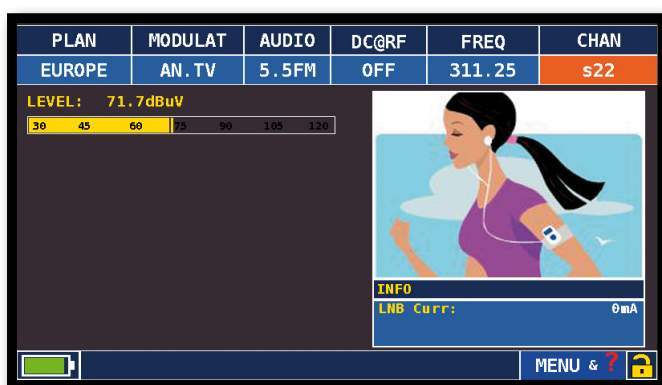 PLAN MODULAT AUDIO DC@RF FREQ CHAN
EUROPE AN.TV 5.5FM OFF 311.25 s22
LEVEL: 71.7dBuV
30 45 60 75 90 105 120
INFO
LNB Curr: 0mA
MENU & ?